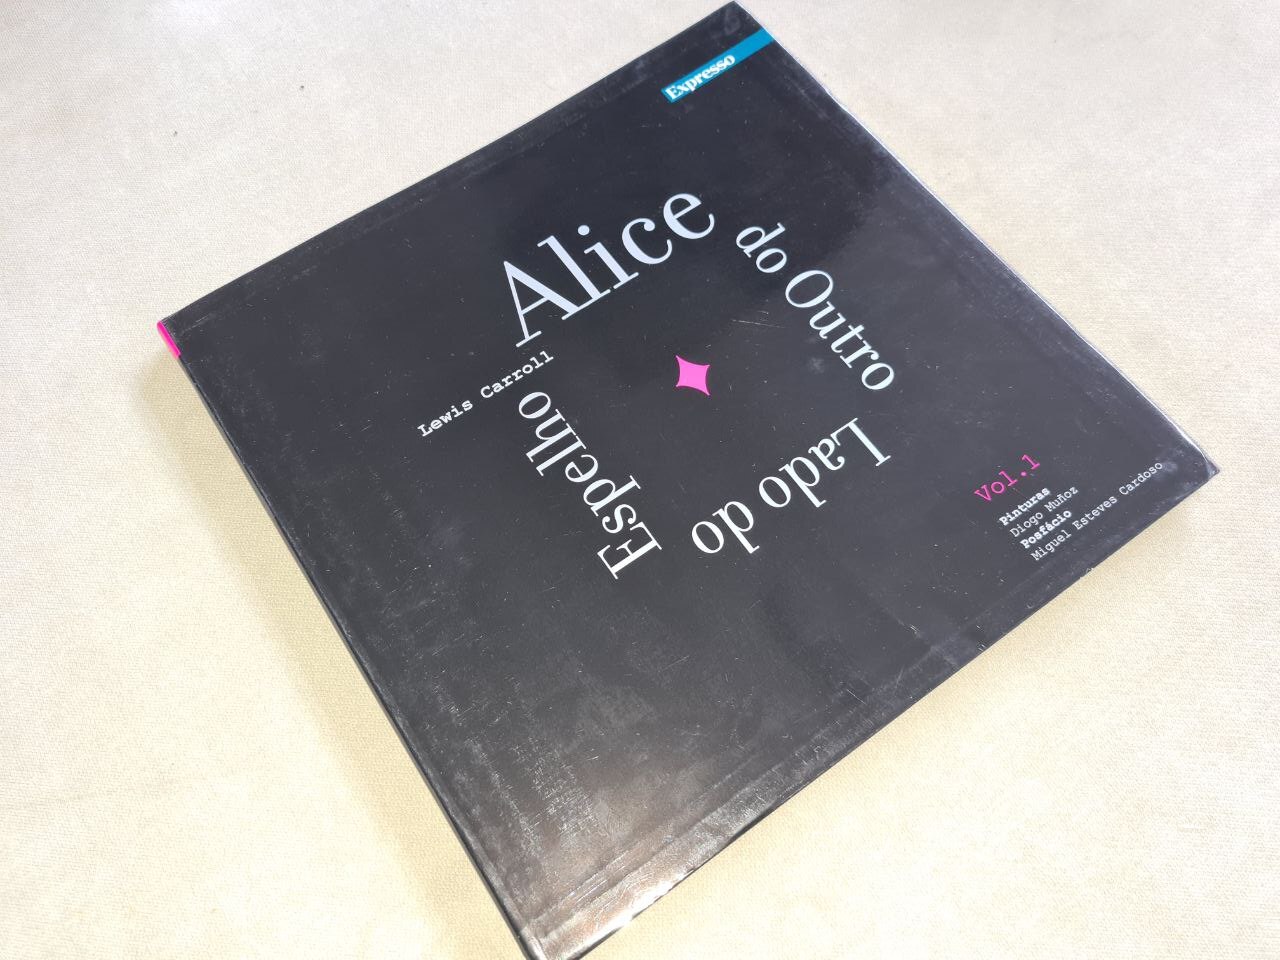 Expresso
Alice
do Outro
Lado do
Espelho
Lewis Carroll
Vol.1
Pinturas
Diogo Muñoz
Posfácio
Miguel Esteves Cardoso